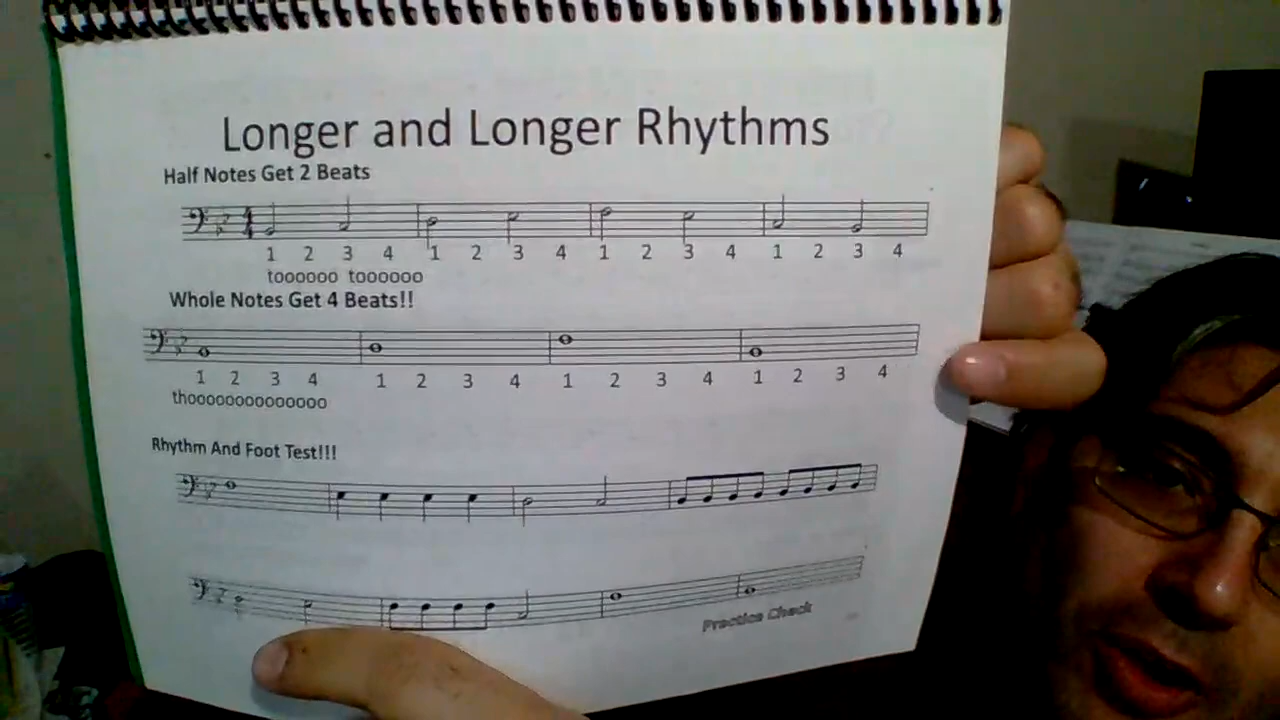 Longer and Longer Rhythms
Half Notes Get 2 Beats
1 2 3 4 1 2 3 4 1 2 3 4 1 2 3 4
toooooo toooooo
Whole Notes Get 4 Beats!!
1 2 3 4 1 2 3 4 1 2 3 4 1 2 3 4
thoooooooooooooo
Rhythm And Foot Test!!!
Practice Check